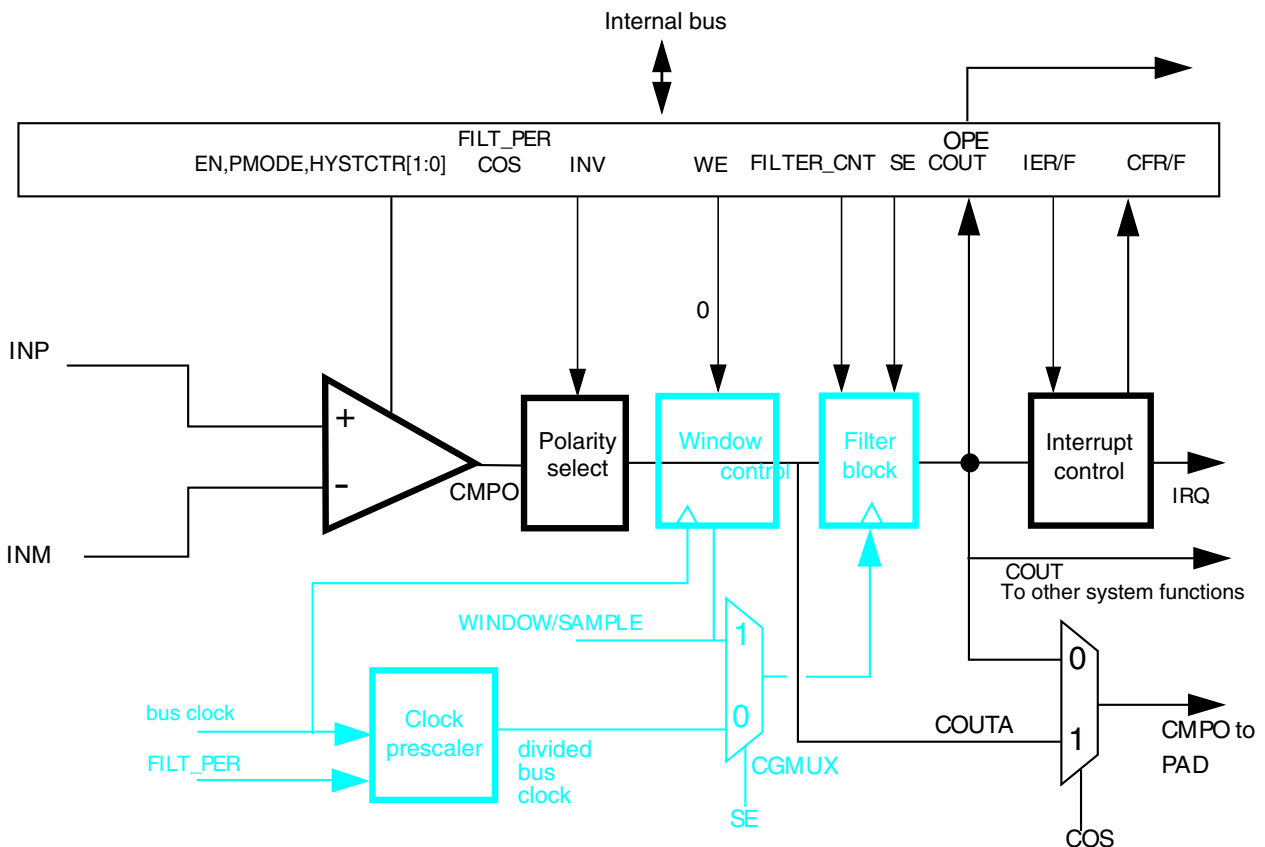 Internal bus
FILT_PER
OPE
EN,PMODE,HYSTCTR[1:0] COS INV WE FILTER_CNT SE COUT IER/F CFR/F
0
INP
+
-
INM
CMPO
Polarity
select
Window
control
Filter
block
Interrupt
control
IRQ
COUT
To other system functions
WINDOW/SAMPLE
1
0
bus clock
FILT_PER
Clock
prescaler
divided
bus
clock
CGMUX
SE
COUTA
0
1
CMPO to
PAD
COS